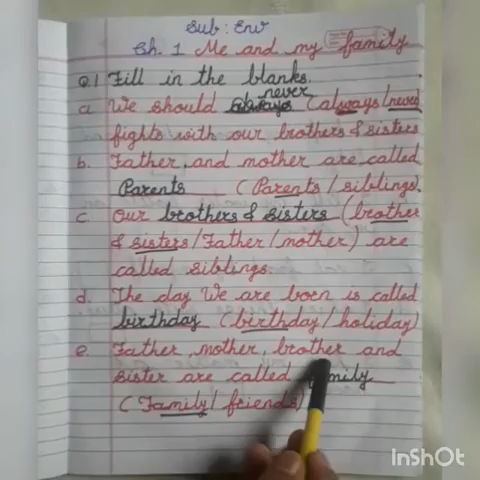 Sub: Env
Ch. 1 Me and my family
Q.1 Fill in the blanks.
never
a. We should always (always/never)
fights with our brothers & sisters
b. Father, and mother are called
Parents (Parents / siblings).
c. Our brothers & sisters (brother
& sisters/Father/mother) are
called siblings.
d. The day We are born is called
birthday (birthday/holiday)
e. Father, mother, brother and
sister are called family
(Family/friends)
InShOt